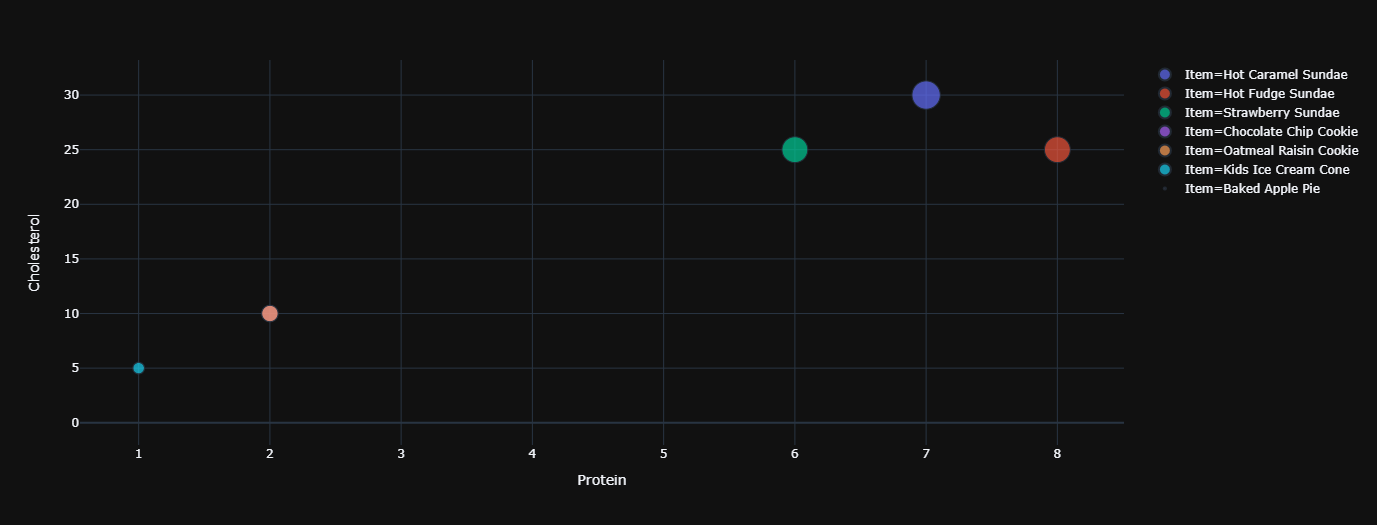 Item=Hot Caramel Sundae
Item=Hot Fudge Sundae
Item=Strawberry Sundae
Item=Chocolate Chip Cookie
Item=Oatmeal Raisin Cookie
Item=Kids Ice Cream Cone
Item=Baked Apple Pie
30
25
20
15
10
5
0
Cholesterol
1 2 3 4 5 6 7 8
Protein